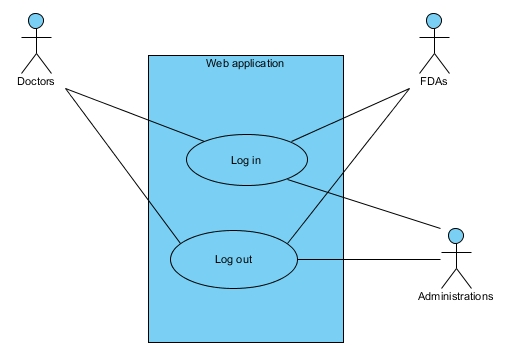 Web application
Doctors
FDAs
Log in
Log out
Administrations